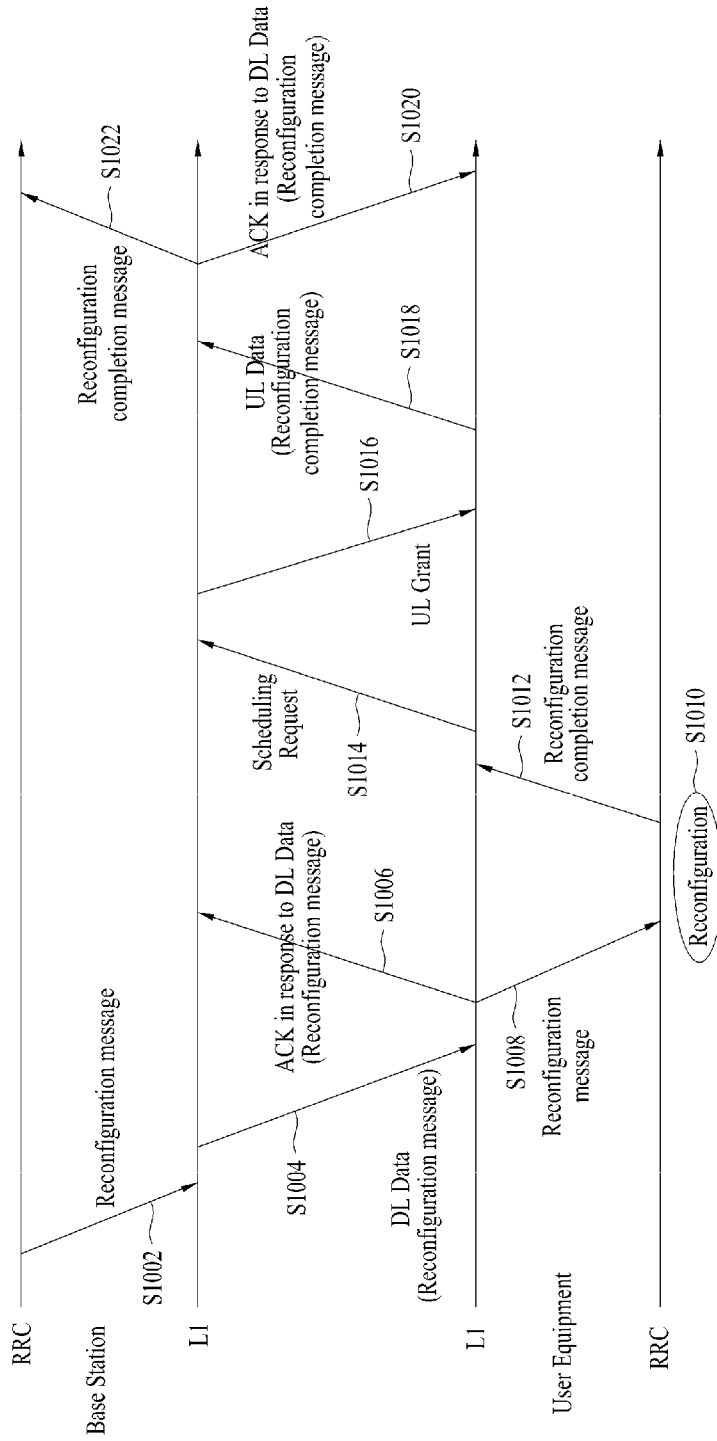 RRC
Base Station
L1
L1
User Equipment
RRC
Reconfiguration message
S1002
S1004
DL Data
(Reconfiguration message)
ACK in response to DL Data
(Reconfiguration message)
S1006
S1008
Reconfiguration
message
Reconfiguration
S1010
S1012
Reconfiguration
completion message
Scheduling
Request
S1014
S1016
UL Grant
UL Data
(Reconfiguration
completion message)
S1018
Reconfiguration
completion message
S1022
ACK in response to DL Data
(Reconfiguration
completion message)
S1020